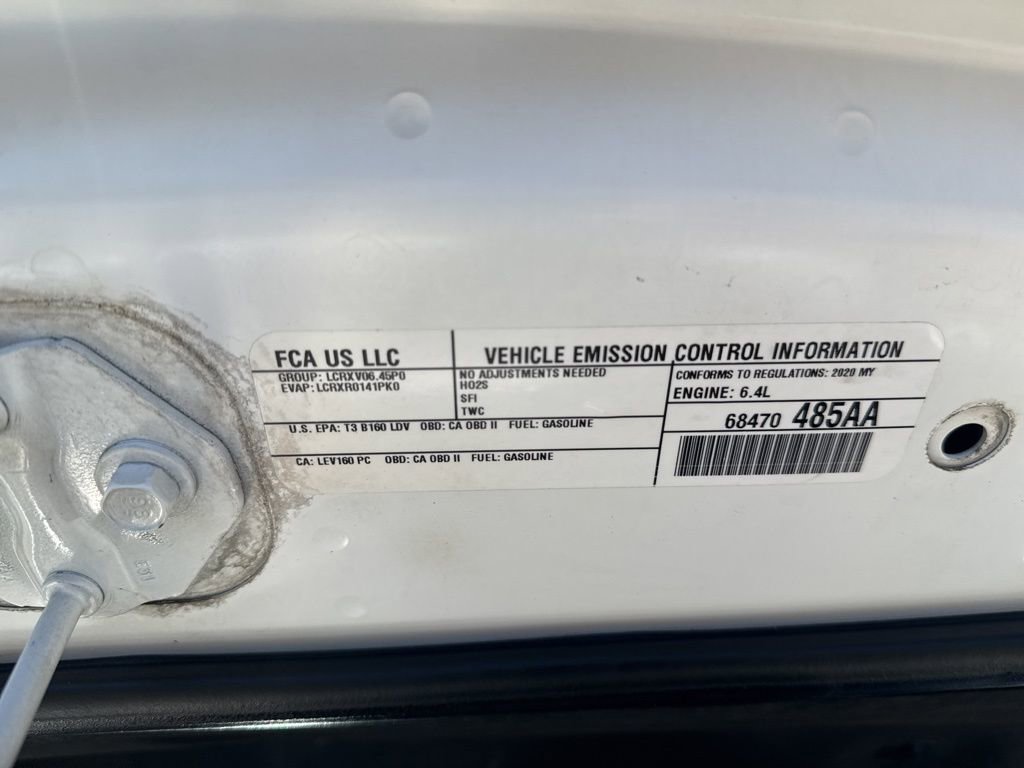 FCA US LLC
VEHICLE EMISSION CONTROL INFORMATION
GROUP: LCRXV06.45P0
EVAP: LCRXR0141PK0
NO ADJUSTMENTS NEEDED
HO2S
SFI
TWC
CONFORMS TO REGULATIONS: 2020 MY
ENGINE: 6.4L
68470 485AA
U.S. EPA: T3 B160 LDV OBD: CA OBD II FUEL: GASOLINE
CA: LEV160 PC OBD: CA OBD II FUEL: GASOLINE